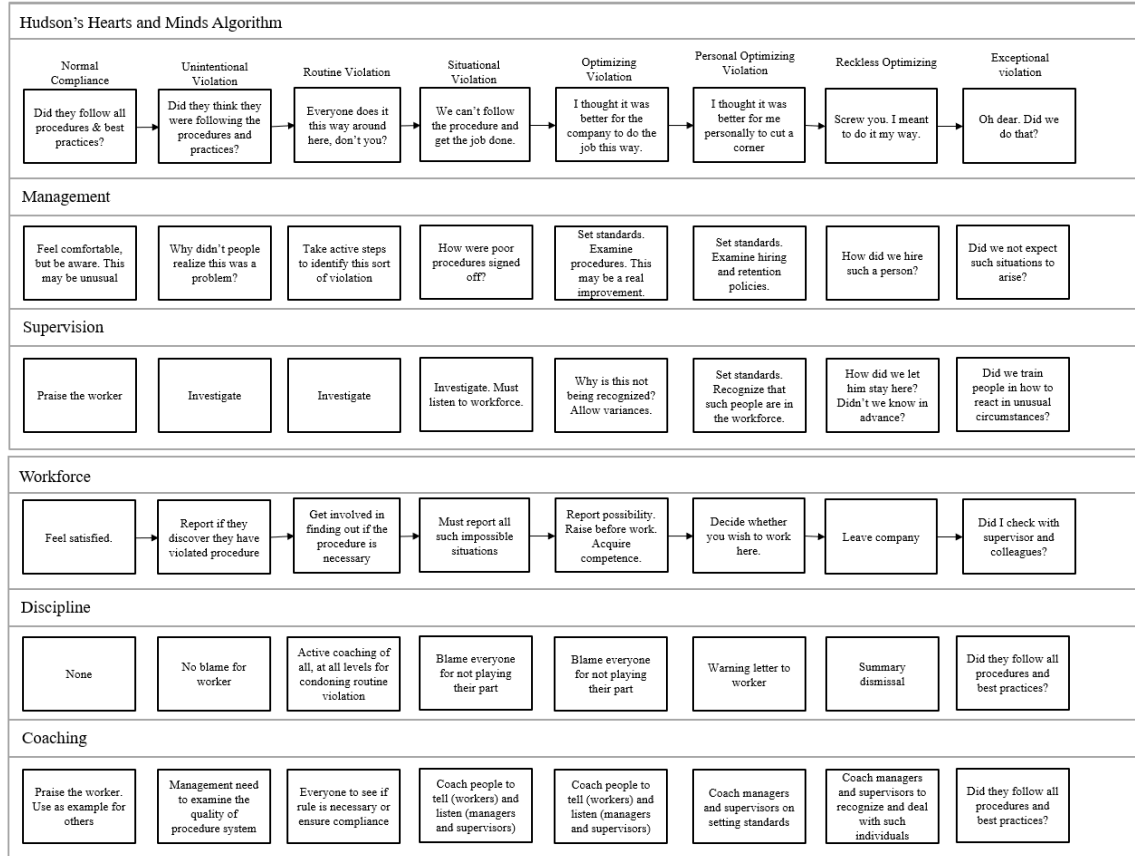 Hudson’s Hearts and Minds Algorithm
Normal
Compliance
Unintentional
Violation
Routine Violation
Situational
Violation
Optimizing
Violation
Personal Optimizing
Violation
Reckless Optimizing
Exceptional
violation
Did they follow all
procedures & best
practices?
Did they think they
were following the
procedures and
practices?
Everyone does it
this way around
here, don’t you?
We can’t follow
the procedure and
get the job done.
I thought it was
better for the
company to do the
job this way.
I thought it was
better for me
personally to cut a
corner
Screw you. I meant
to do it my way.
Oh dear. Did we
do that?
Management
Feel comfortable,
but be aware. This
may be unusual
Why didn’t people
realize this was a
problem?
Take active steps
to identify this sort
of violation
How were poor
procedures signed
off?
Set standards.
Examine
procedures. This
may be a real
improvement.
Set standards.
Examine hiring
and retention
policies.
How did we hire
such a person?
Did we not expect
such situations to
arise?
Supervision
Praise the worker
Investigate
Investigate
Investigate. Must
listen to workforce.
Why is this not
being recognized?
Allow variances.
Set standards.
Recognize that
such people are in
the workforce.
How did we let
him stay here?
Didn’t we know in
advance?
Did we train
people in how to
react in unusual
circumstances?
Workforce
Feel satisfied.
Report if they
discover they have
violated procedure
Get involved in
finding out if the
procedure is
necessary
Must report all
such impossible
situations
Report possibility.
Raise before work.
Acquire
competence.
Decide whether
you wish to work
here.
Leave company
Did I check with
supervisor and
colleagues?
Discipline
None
No blame for
worker
Active coaching of
all, at all levels for
condoning routine
violation
Blame everyone
for not playing
their part
Blame everyone
for not playing
their part
Warning letter to
worker
Summary
dismissal
Did they follow all
procedures and
best practices?
Coaching
Praise the worker.
Use as example for
others
Management need
to examine the
quality of
procedure system
Everyone to see if
rule is necessary or
ensure compliance
Coach people to
tell (workers) and
listen (managers
and supervisors)
Coach people to
tell (workers) and
listen (managers
and supervisors)
Coach managers
and supervisors on
setting standards
Coach managers
and supervisors to
recognize and deal
with such
individuals
Did they follow all
procedures and
best practices?